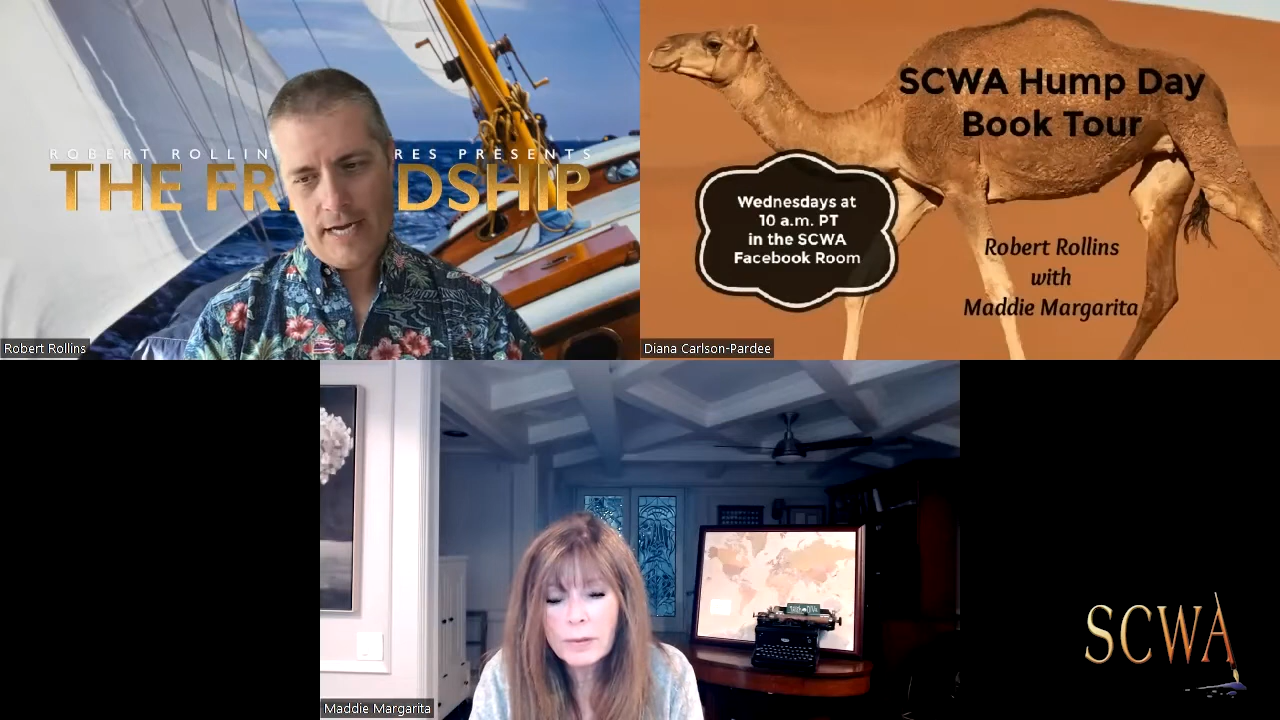 ROBERT ROLLIN RES PRESENTS
THE FR DSHIP
Robert Rollins
SCWA Hump Day
Book Tour
Wednesdays at
10 a.m. PT
in the SCWA
Facebook Room
Robert Rollins
with
Maddie Margarita
Diana Carlson-Pardee
Maddie Margarita
SCWA